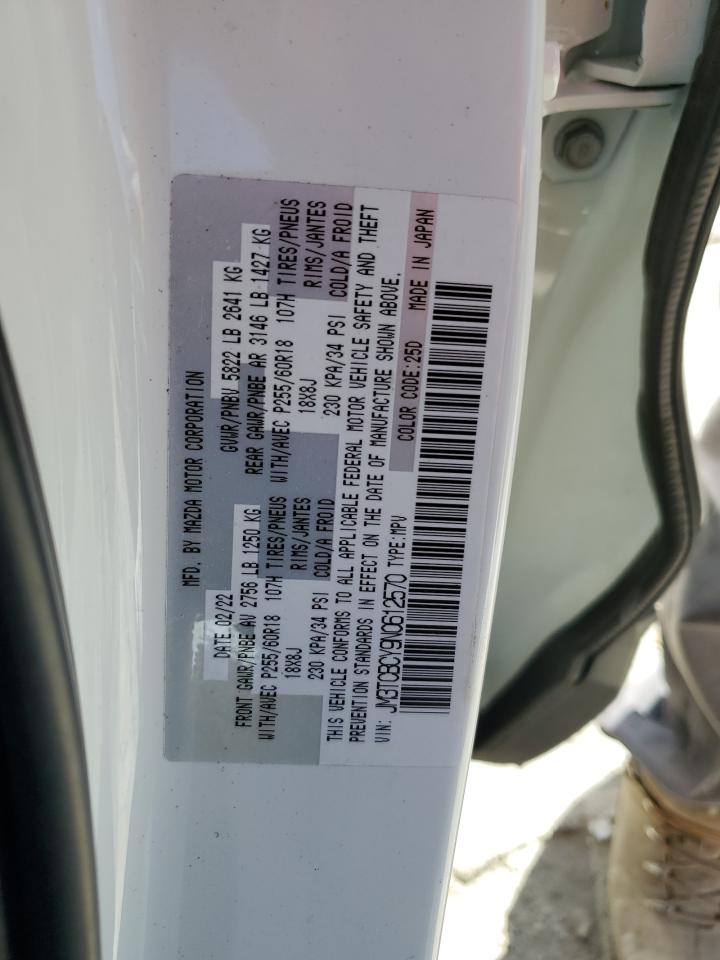 MFD. BY MAZDA MOTOR CORPORATION
DATE 02/22 GVWR/PNBV 5822 LB 2641 KG
FRONT GAWR/PNBE AV 2756 LB 1250 KG REAR GAWR/PNBE AR 3146 LB 1427 KG
WITH/AVEC P255/60R18 107H TIRES/PNEUS WITH/AVEC P255/60R18 107H TIRES/PNEUS
18X8J RIMS/JANTES 18X8J RIMS/JANTES
230 KPA/34 PSI COLD/A FROID 230 KPA/34 PSI COLD/A FROID
THIS VEHICLE CONFORMS TO ALL APPLICABLE FEDERAL MOTOR VEHICLE SAFETY AND THEFT
PREVENTION STANDARDS IN EFFECT ON THE DATE OF MANUFACTURE SHOWN ABOVE.
VIN: JM3TCBCY9N0612570 TYPE:MPV COLOR CODE:25D MADE IN JAPAN